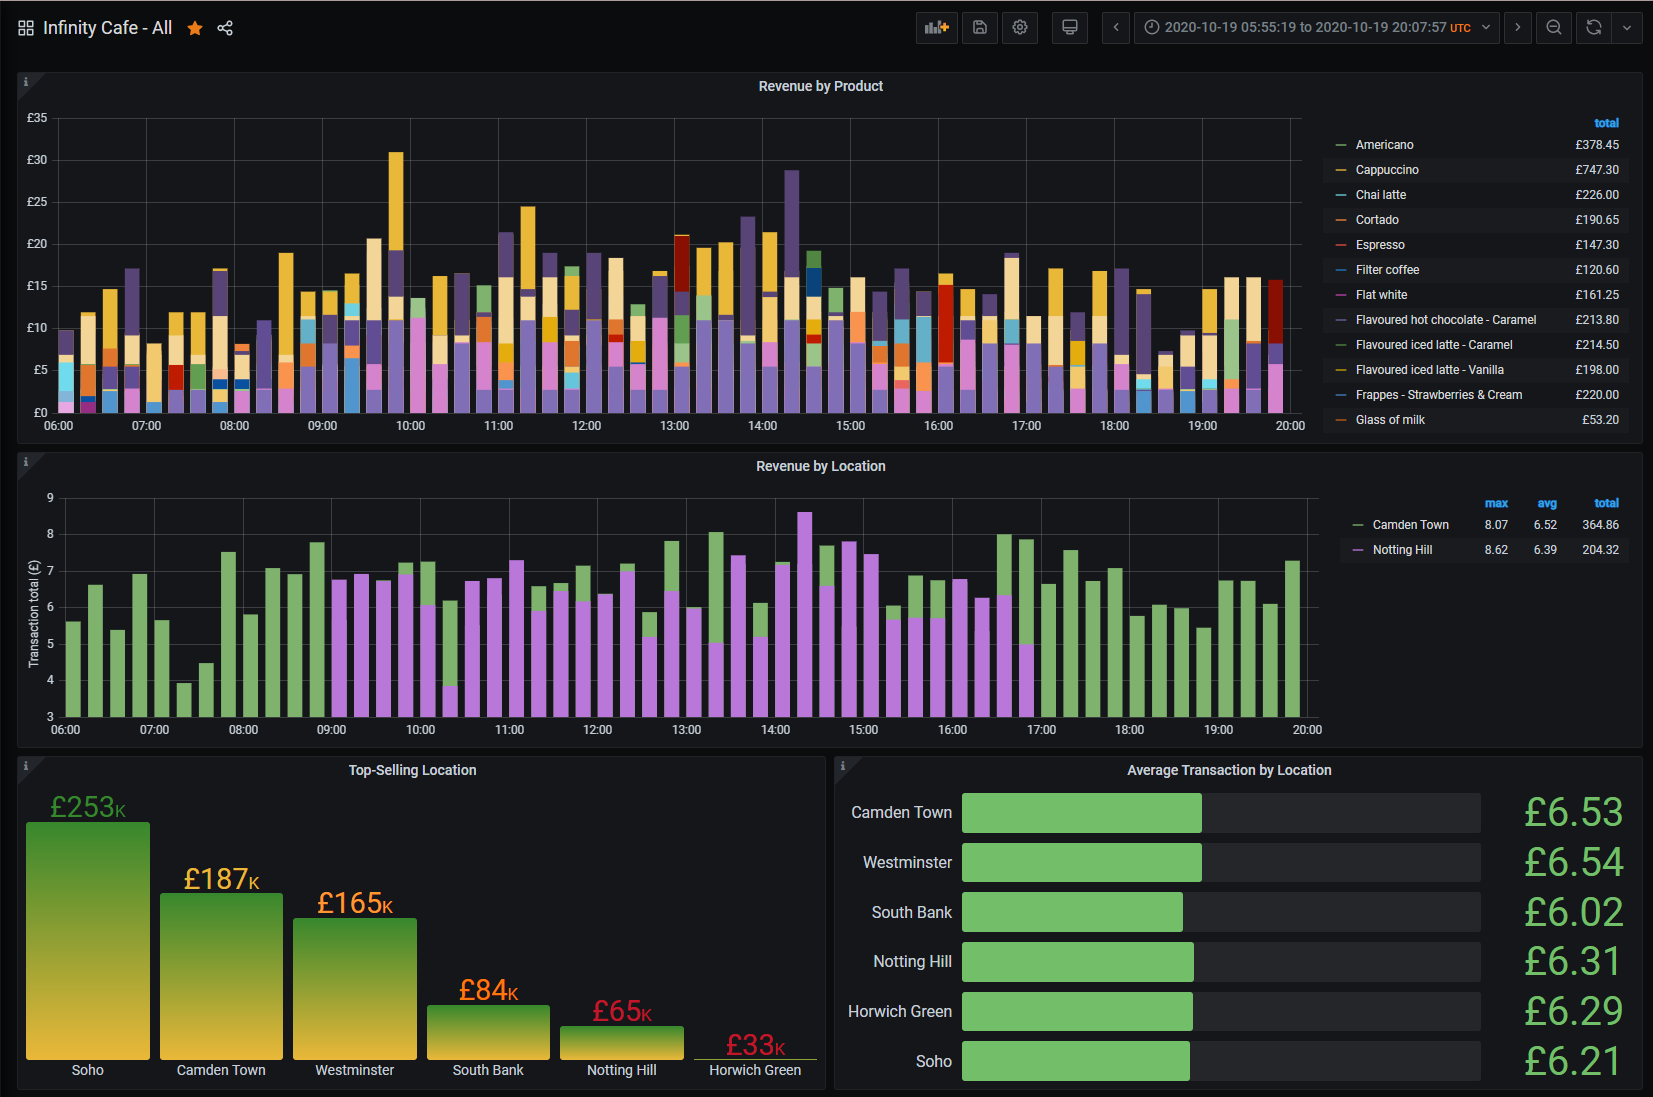 Infinity Cafe - All
2020-10-19 05:55:19 to 2020-10-19 20:07:57 UTC
Revenue by Product
£35
£30
£25
£20
£15
£10
£5
£0
06:00 07:00 08:00 09:00 10:00 11:00 12:00 13:00 14:00 15:00 16:00 17:00 18:00 19:00 20:00
total
Americano £378.45
Cappuccino £747.30
Chai latte £226.00
Cortado £190.65
Espresso £147.30
Filter coffee £120.60
Flat white £161.25
Flavoured hot chocolate - Caramel £213.80
Flavoured iced latte - Caramel £214.50
Flavoured iced latte - Vanilla £198.00
Frappes - Strawberries & Cream £220.00
Glass of milk £53.20
Revenue by Location
Transaction total (£)
9
8
7
6
5
4
3
06:00 07:00 08:00 09:00 10:00 11:00 12:00 13:00 14:00 15:00 16:00 17:00 18:00 19:00 20:00
max avg total
Camden Town 8.07 6.52 364.86
Notting Hill 8.62 6.39 204.32
Top-Selling Location
£253K
£187K
£165K
£84K
£65K
£33K
Soho Camden Town Westminster South Bank Notting Hill Horwich Green
Average Transaction by Location
Camden Town £6.53
Westminster £6.54
South Bank £6.02
Notting Hill £6.31
Horwich Green £6.29
Soho £6.21